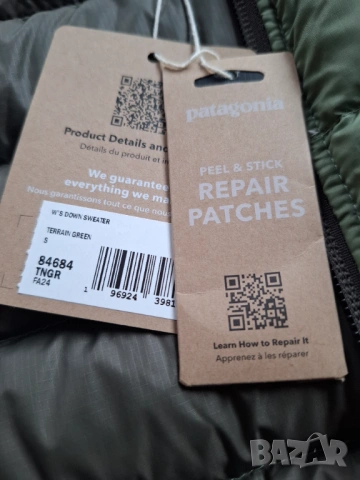 Product Details and
Détails du produit et
We guarantee
everything we ma
Nous garantissons tout ce que nous
W'S DOWN SWEATER
TERRAIN GREEN
S
84684
TNGR
FA24
1 96924 3981
patagonia
PEEL & STICK
REPAIR
PATCHES
Learn How to Repair It
Apprenez à les réparer
BAZAR